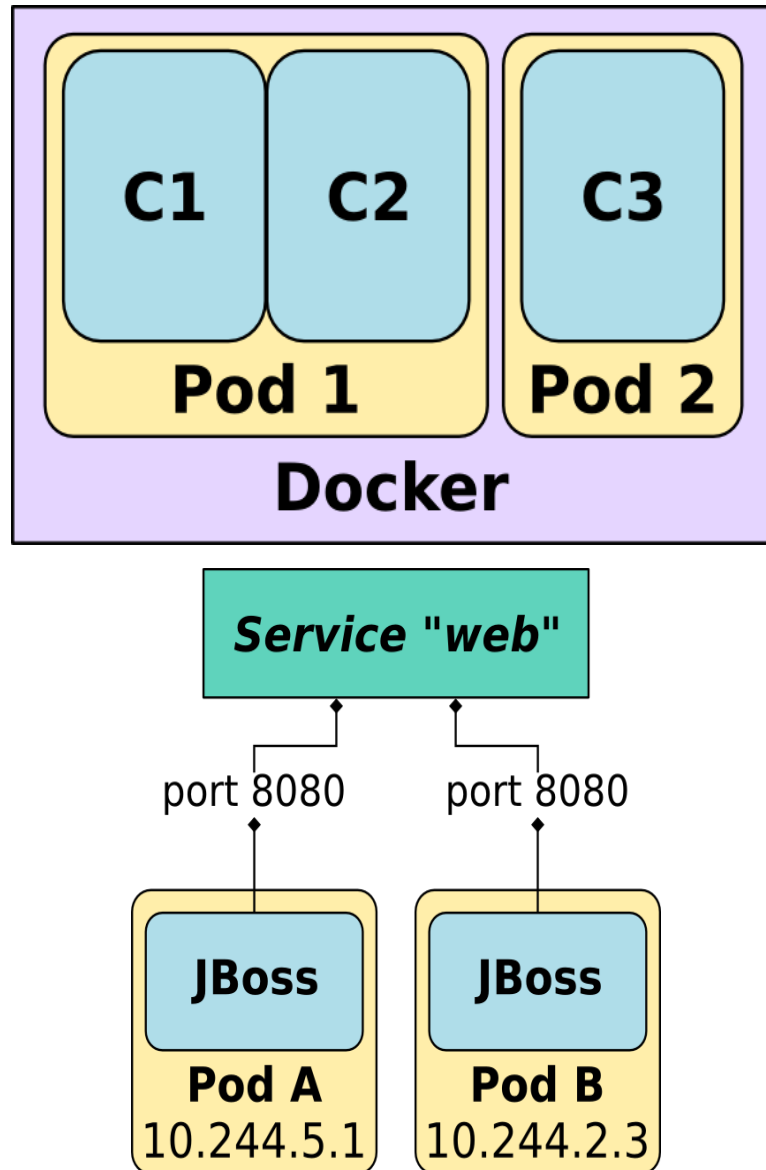 C1 C2 C3
Pod 1 Pod 2
Docker
Service "web"
port 8080 port 8080
JBoss JBoss
Pod A Pod B
10.244.5.1 10.244.2.3